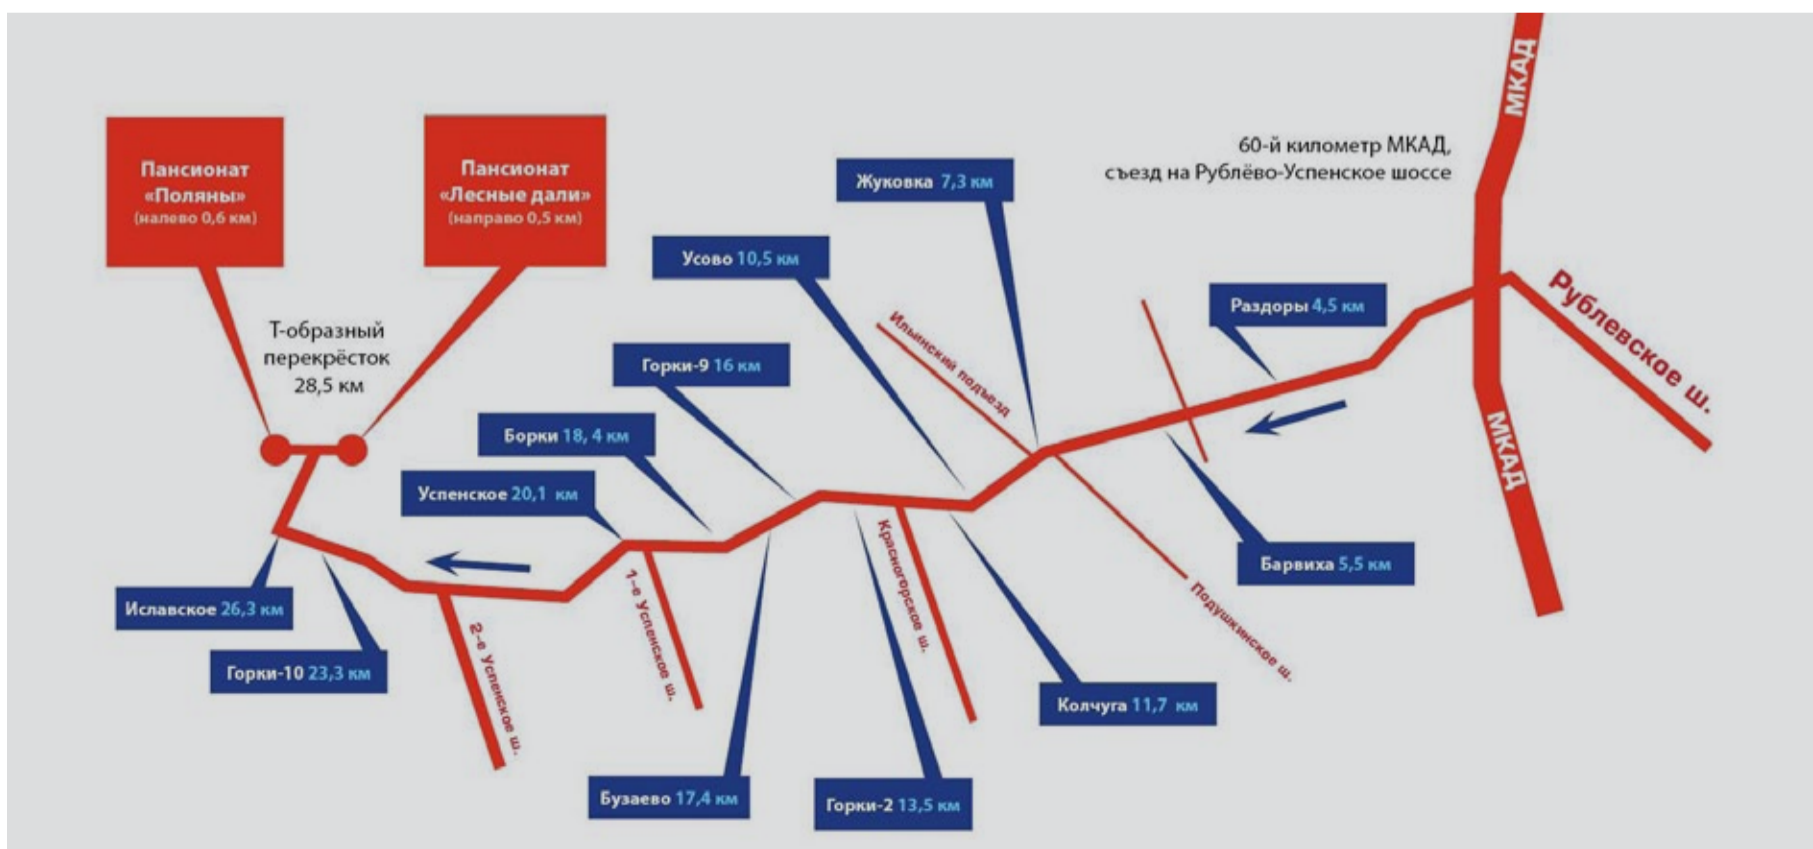 МКАД
60-й километр МКАД,
съезд на Рублёво-Успенское шоссе
Пансионат
«Поляны»
(налево 0,6 км)
Пансионат
«Лесные дали»
(направо 0,5 км)
Жуковка 7,3 км
Усово 10,5 км
Раздоры 4,5 км
Рублевское ш.
Т-образный
перекрёсток
28,5 км
Ильинский подъезд
Горки-9 16 км
Борки 18, 4 км
Успенское 20,1 км
МКАД
Барвиха 5,5 км
Красногорское ш.
1-е Успенское ш.
Подушкинское ш.
Иславское 26,3 км
2-е Успенское ш.
Горки-10 23,3 км
Колчуга 11,7 км
Бузаево 17,4 км
Горки-2 13,5 км